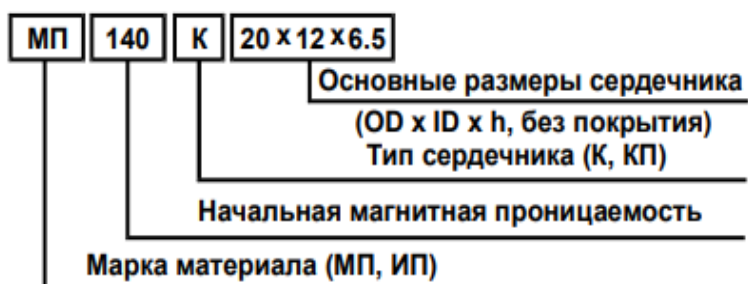 МП 140 К 20 x 12 x 6.5
Основные размеры сердечника
(OD x ID x h, без покрытия)
Тип сердечника (К, КП)
Начальная магнитная проницаемость
Марка материала (МП, ИП)